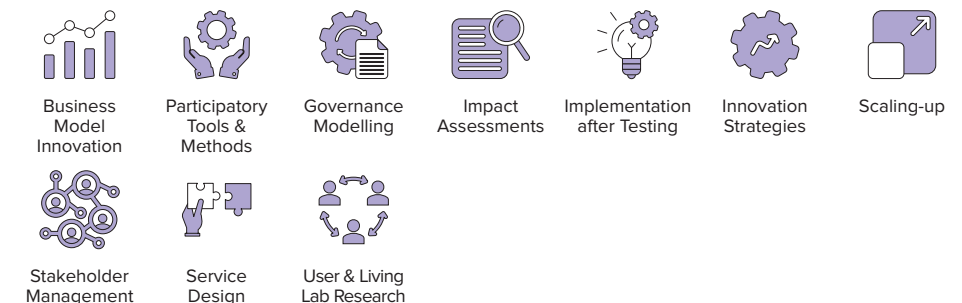 Business
Model
Innovation
Participatory
Tools &
Methods
Governance
Modelling
Impact
Assessments
Implementation
after Testing
Innovation
Strategies
Scaling-up
Stakeholder
Management
Service
Design
User & Living
Lab Research